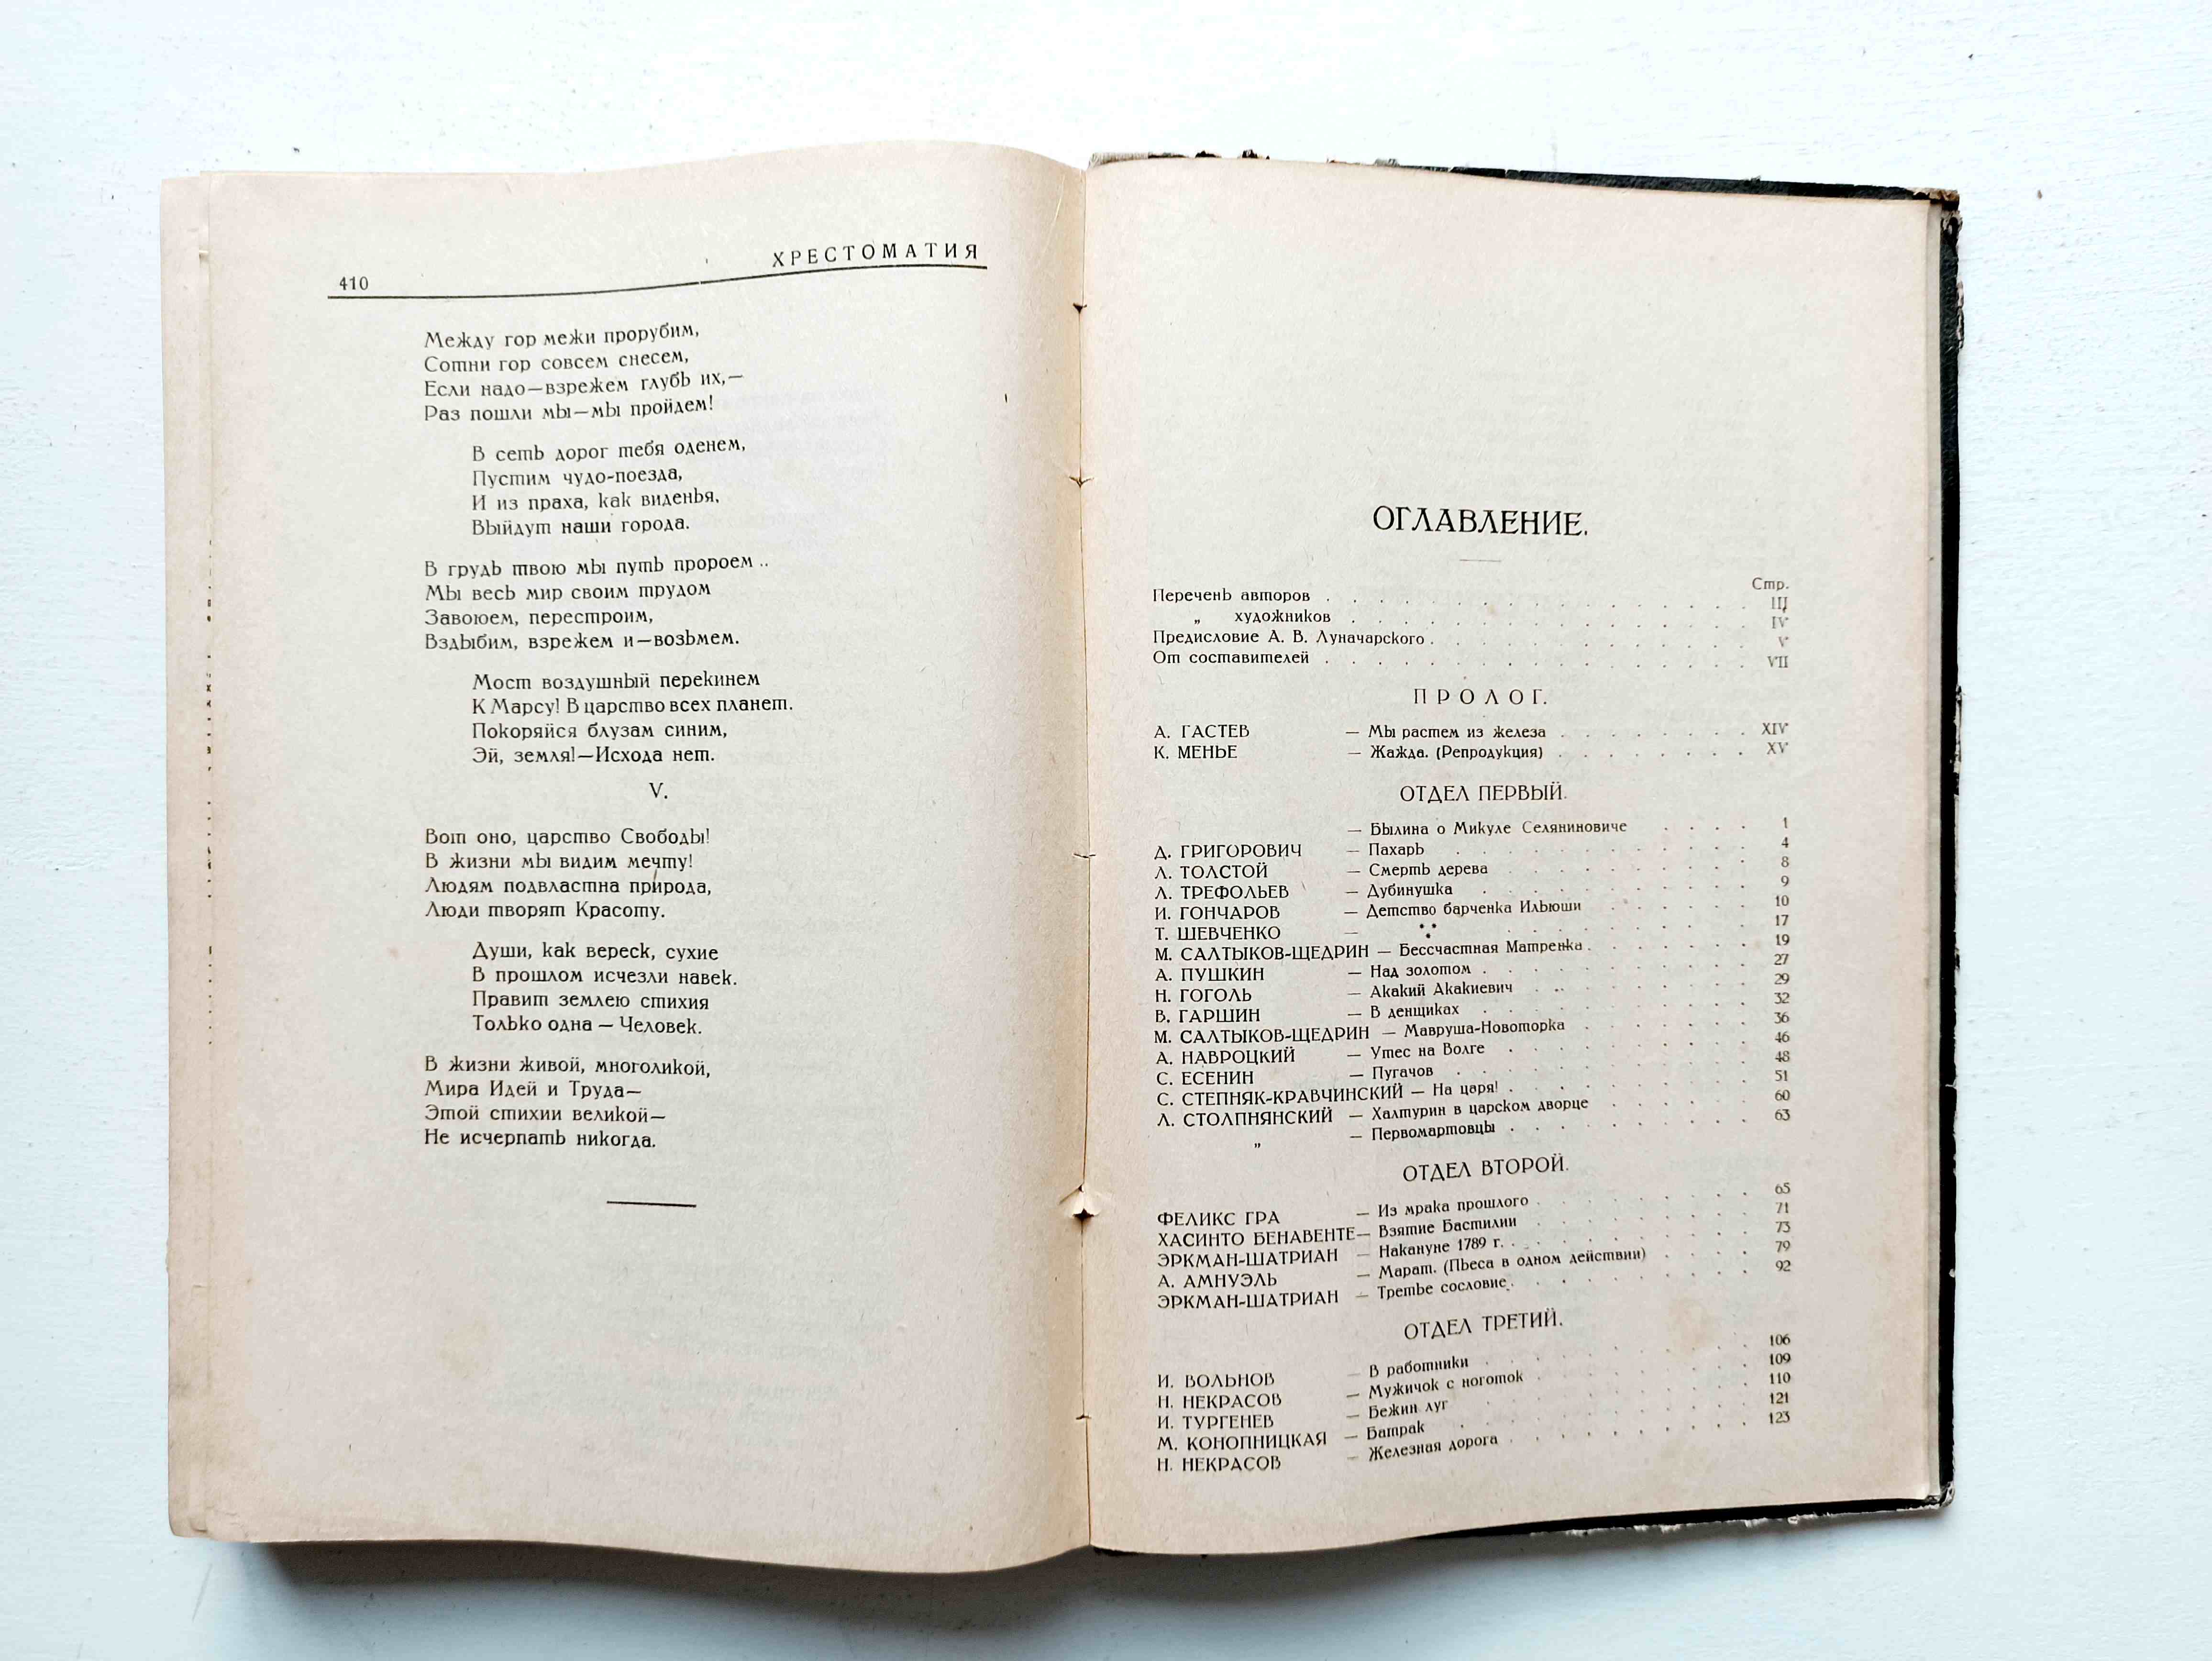 410
ХРЕСТОМАТИЯ
Между гор межи прорубим,
Сотни гор совсем снесем,
Если надо—взрежем глубь их,—
Раз пошли мы—мы пройдем!
В сеть дорог тебя оденем,
Пустим чудо-поезда,
И из праха, как виденья,
Выйдут наши города.
В грудь твою мы путь пророем ..
Мы весь мир своим трудом
Завоюем, перестроим,
Вздыбим, взрежем и—возьмем.
Мост воздушный перекинем
К Марсу! В царство всех планет.
Покоряйся блузам синим,
Эй, земля!—Исхода нет.
V.
Вот оно, царство Свободы!
В жизни мы видим мечту!
Людям подвластна природа,
Люди творят Красоту.
Души, как вереск, сухие
В прошлом исчезли навек.
Правит землею стихия
Только одна — Человек.
В жизни живой, многоликой,
Мира Идей и Труда—
Этой стихии великой—
Не исчерпать никогда.
ОГЛАВЛЕНИЕ.
Стр.
Перечень авторов . . . . . . III
„ художников . . . . . . IV
Предисловие А. В. Луначарского . . . . . . V
От составителей . . . . . . VII
ПРОЛОГ.
А. ГАСТЕВ — Мы растем из железа . . . . . . XIV
К. МЕНЬЕ — Жажда. (Репродукция) . . . . . . XV
ОТДЕЛ ПЕРВЫЙ.
— Былина о Микуле Селяниновиче . . . . 1
Д. ГРИГОРОВИЧ — Пахарь . . . . . . 4
Л. ТОЛСТОЙ — Смерть дерева . . . . . . 8
Л. ТРЕФОЛЬЕВ — Дубинушка . . . . . . 9
И. ГОНЧАРОВ — Детство барченка Ильюши . . . . . . 10
Т. ШЕВЧЕНКО — *** . . . . . . 17
М. САЛТЫКОВ-ЩЕДРИН — Бессчастная Матренка . . . . . . 19
А. ПУШКИН — Над золотом . . . . . . 27
Н. ГОГОЛЬ — Акакий Акакиевич . . . . . . 29
В. ГАРШИН — В денщиках . . . . . . 32
М. САЛТЫКОВ-ЩЕДРИН — Мавруша-Новоторка . . . . . . 36
А. НАВРОЦКИЙ — Утес на Волге . . . . . . 46
С. ЕСЕНИН — Пугачов . . . . . . 48
С. СТЕПНЯК-КРАВЧИНСКИЙ — На царя! . . . . . . 51
Л. СТОЛПНЯНСКИЙ — Халтурин в царском дворце . . . . . . 60
„ — Первомартовцы . . . . . . 63
ОТДЕЛ ВТОРОЙ.
ФЕЛИКС ГРА — Из мрака прошлого . . . . . . 65
ХАСИНТО БЕНАВЕНТЕ— Взятие Бастилии . . . . . . 71
ЭРКМАН-ШАТРИАН — Накануне 1789 г. . . . . . . 73
А. АМНУЭЛЬ — Марат. (Пьеса в одном действии) . . . . 79
ЭРКМАН-ШАТРИАН — Третье сословие . . . . . . 92
ОТДЕЛ ТРЕТИЙ.
И. ВОЛЬНОВ — В работники . . . . . . 106
Н. НЕКРАСОВ — Мужичок с ноготок . . . . . . 109
И. ТУРГЕНЕВ — Бежин луг . . . . . . 110
М. КОНОПНИЦКАЯ — Батрак . . . . . . 121
Н. НЕКРАСОВ — Железная дорога . . . . . . 123